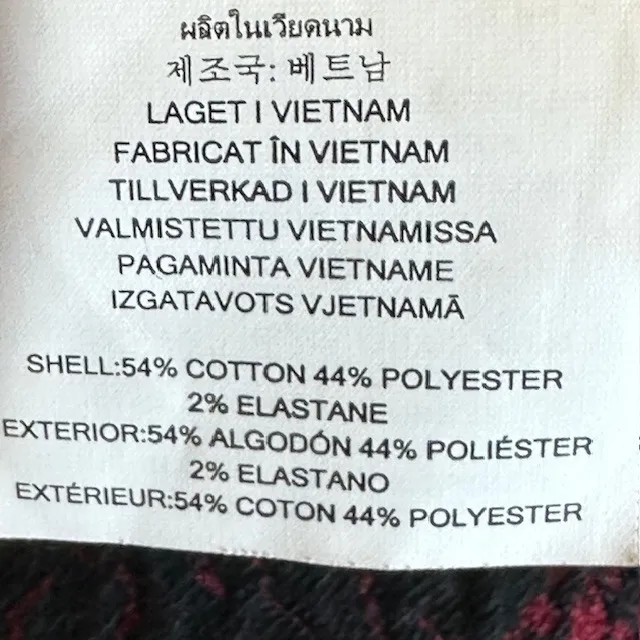 ผลิตในเวียดนาม
제조국: 베트남
LAGET I VIETNAM
FABRICAT ÎN VIETNAM
TILLVERKAD I VIETNAM
VALMISTETTU VIETNAMISSA
PAGAMINTA VIETNAME
IZGATAVOTS VJETNAMĀ
SHELL:54% COTTON 44% POLYESTER
2% ELASTANE
EXTERIOR:54% ALGODÓN 44% POLIÉSTER
2% ELASTANO
EXTÉRIEUR:54% COTON 44% POLYESTER